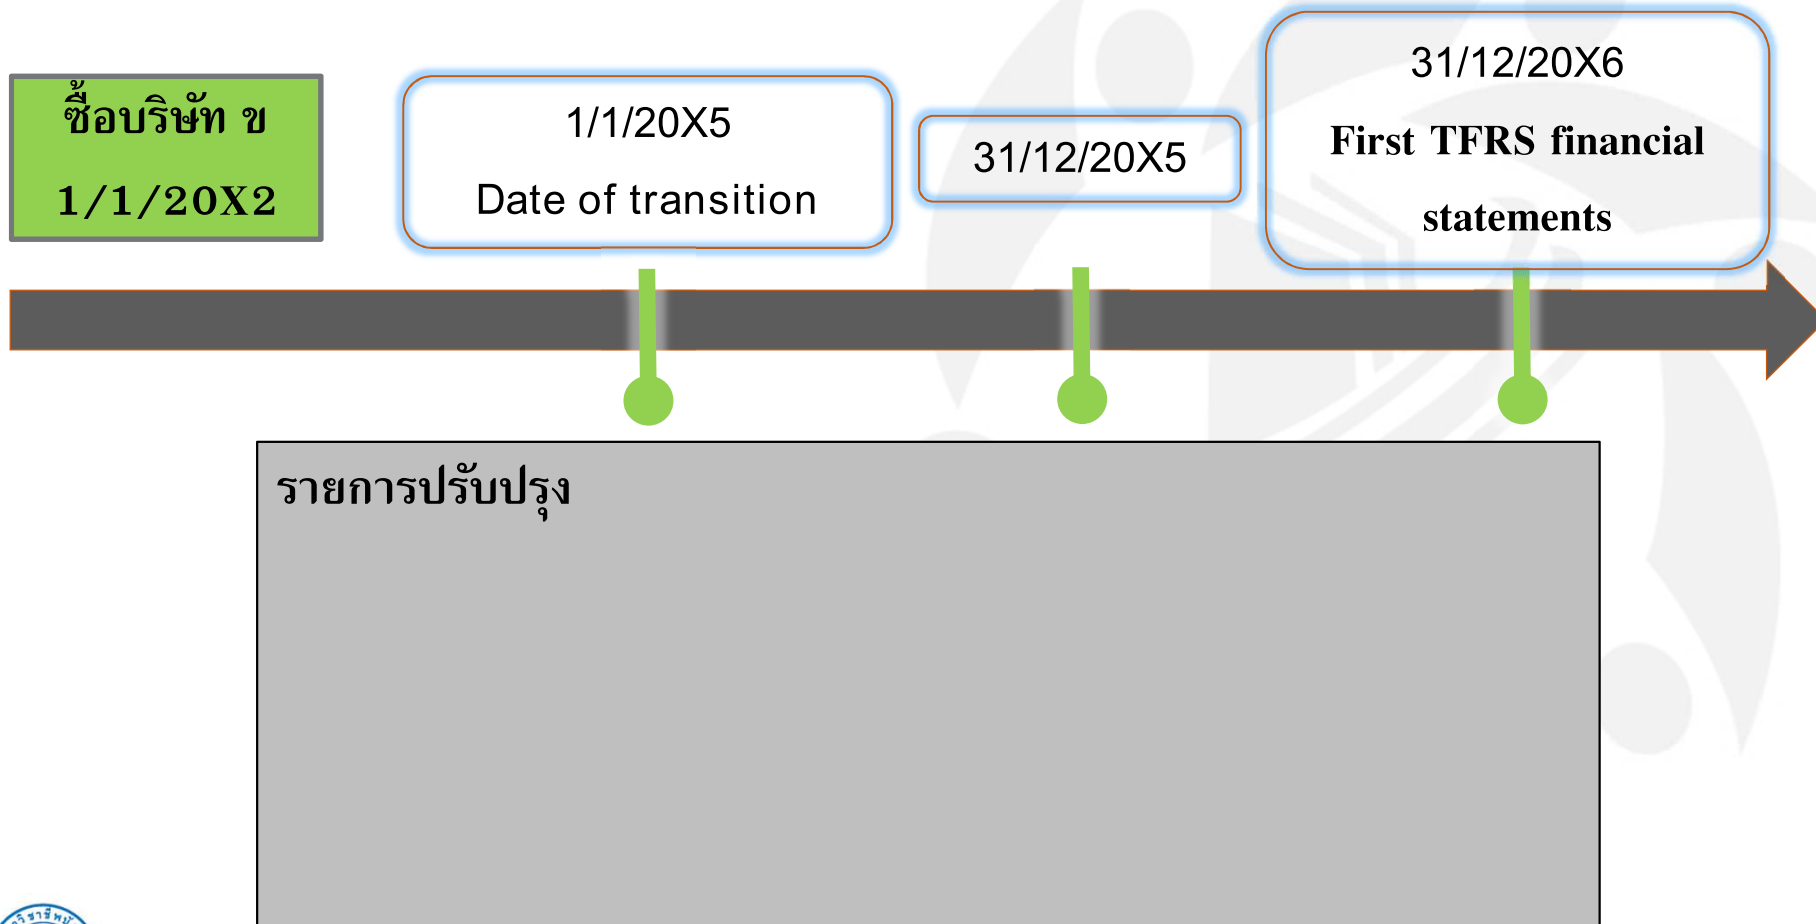 ซื้อบริษัท ข
1/1/20X2
1/1/20X5
Date of transition
31/12/20X5
31/12/20X6
First TFRS financial
statements
รายการปรับปรุง